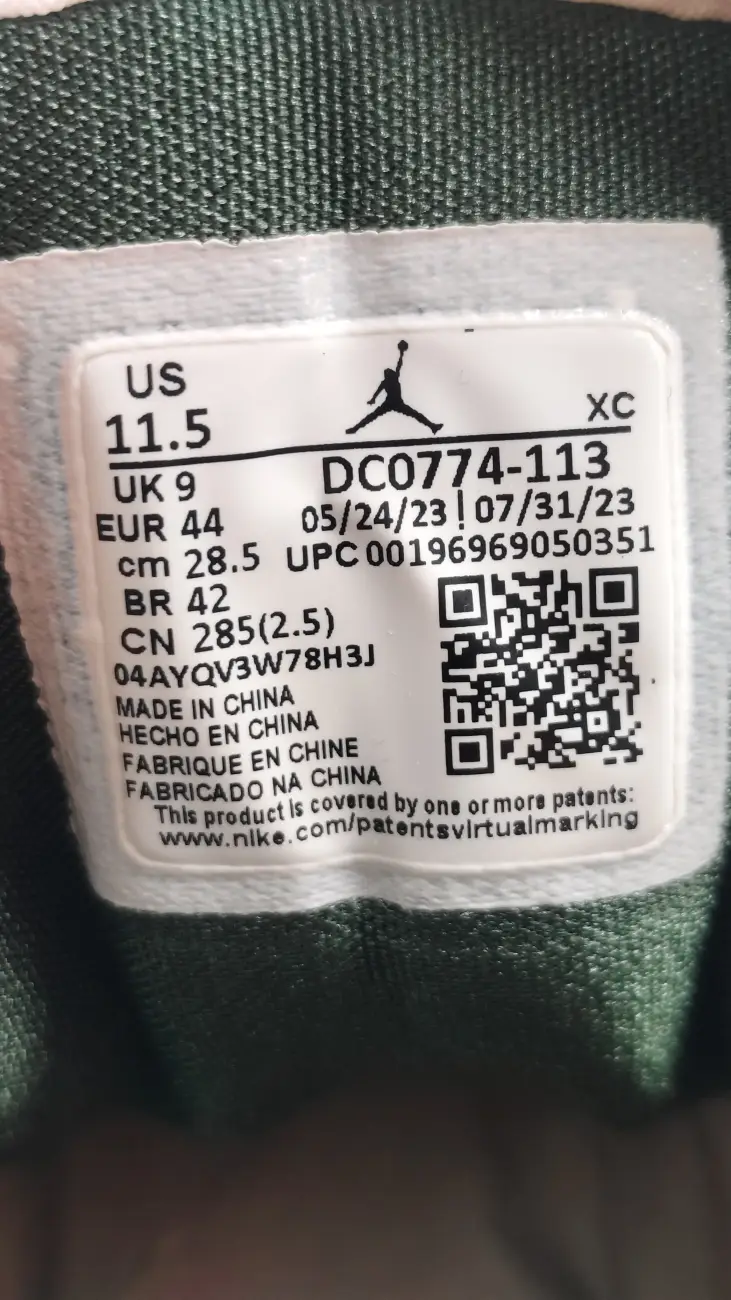 US
11.5
XC
UK 9
DC0774-113
EUR 44
05/24/23 | 07/31/23
cm 28.5
UPC 00196969050351
BR 42
CN 285(2.5)
04AYQV3W78H3J
MADE IN CHINA
HECHO EN CHINA
FABRIQUE EN CHINE
FABRICADO NA CHINA
This product is covered by one or more patents:
www.nike.com/patentsvirtualmarking